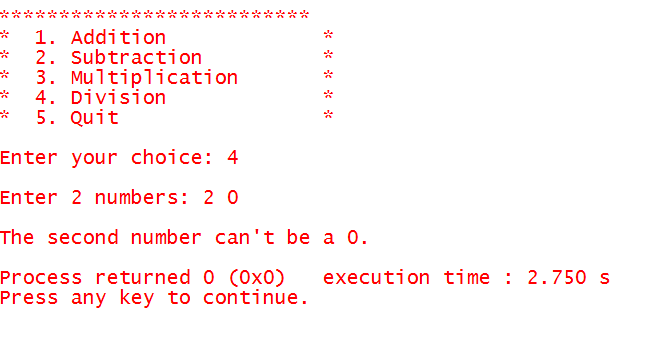 **************************
*  1. Addition             *
*  2. Subtraction          *
*  3. Multiplication       *
*  4. Division             *
*  5. Quit                 *
Enter your choice: 4
Enter 2 numbers: 2 0
The second number can't be a 0.
Process returned 0 (0x0)   execution time : 2.750 s
Press any key to continue.